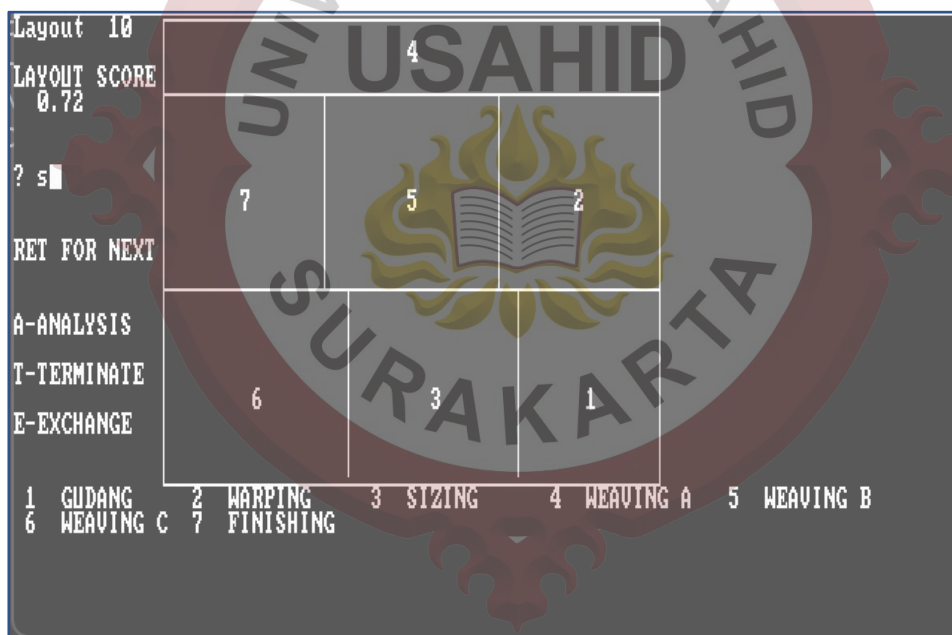 Layout 10
LAYOUT SCORE
0.72
? s
RET FOR NEXT
A-ANALYSIS
T-TERMINATE
E-EXCHANGE
4
7 5 2
6 3 1
1 GUDANG 2 WARPING 3 SIZING 4 WEAVING A 5 WEAVING B
6 WEAVING C 7 FINISHING
USAHID
SURAKARTA